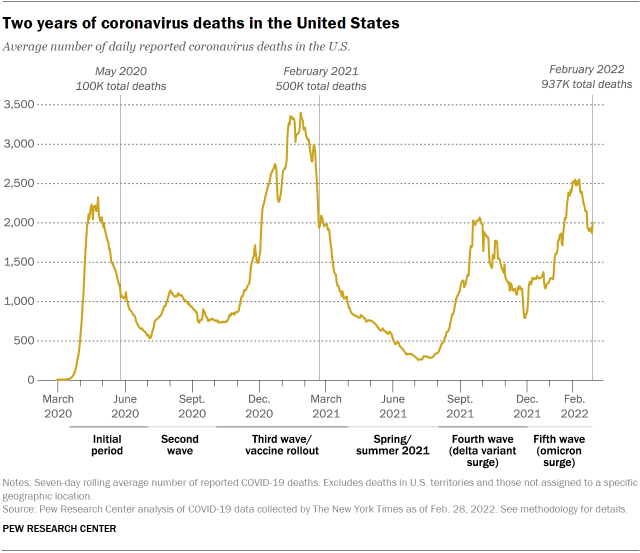 Two years of coronavirus deaths in the United States
Average number of daily reported coronavirus deaths in the U.S.
May 2020
100K total deaths
February 2021
500K total deaths
February 2022
937K total deaths
3,500
3,000
2,500
2,000
1,500
1,000
500
0
March
2020
June
2020
Sept.
2020
Dec.
2020
March
2021
June
2021
Sept.
2021
Dec.
2021
Feb.
2022
Initial
period
Second
wave
Third wave/
vaccine rollout
Spring/
summer 2021
Fourth wave
(delta variant
surge)
Fifth wave
(omicron
surge)
Notes: Seven-day rolling average number of reported COVID-19 deaths. Excludes deaths in U.S. territories and those not assigned to a specific
geographic location.
Source: Pew Research Center analysis of COVID-19 data collected by The New York Times as of Feb. 28, 2022. See methodology for details.
PEW RESEARCH CENTER